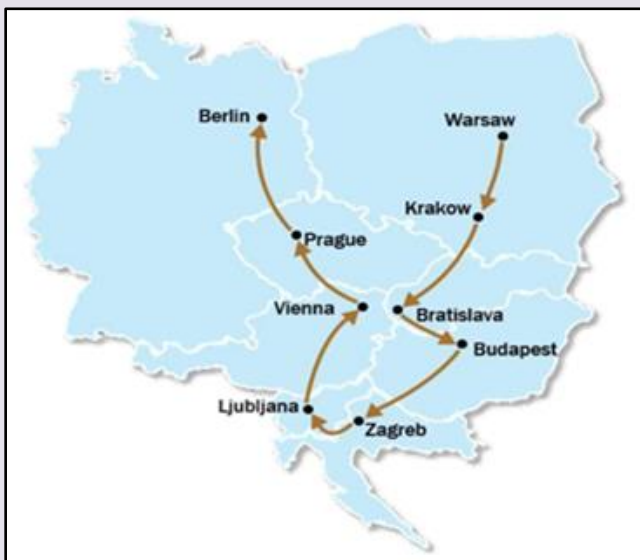 Berlin
Warsaw
Krakow
Prague
Vienna
Bratislava
Budapest
Ljubljana
Zagreb